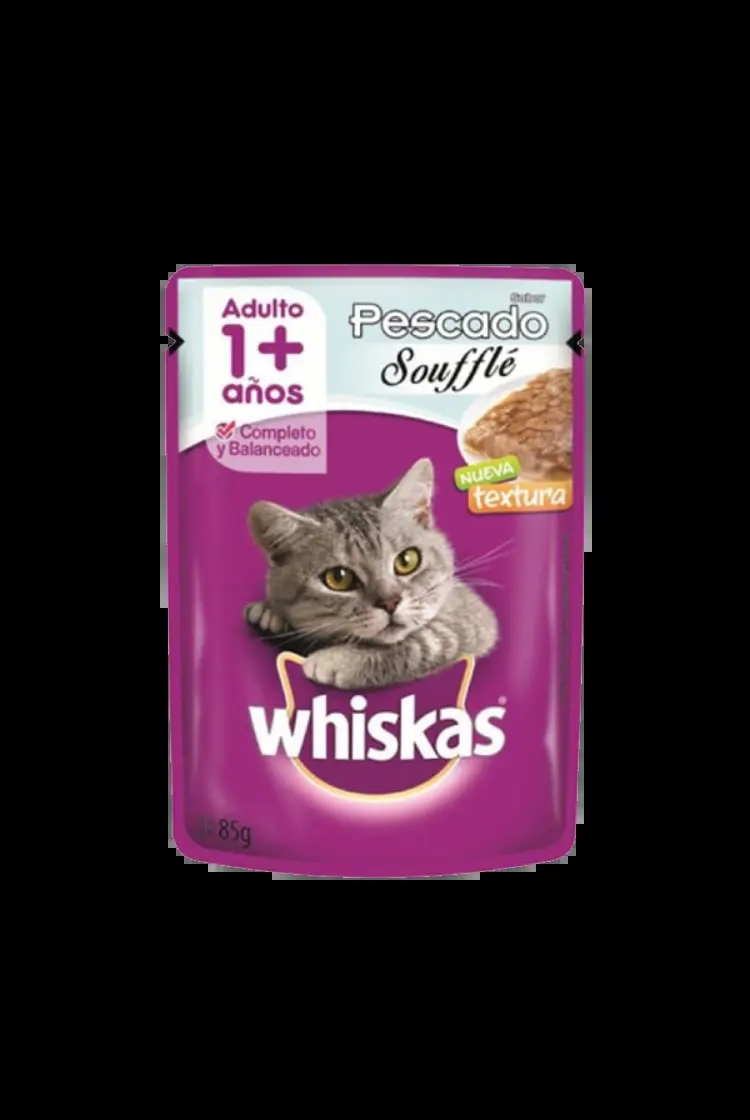 Adulto
1+
años
Completo
y Balanceado
Sabor
Pescado
Soufflé
NUEVA
textura
whiskas®
85g